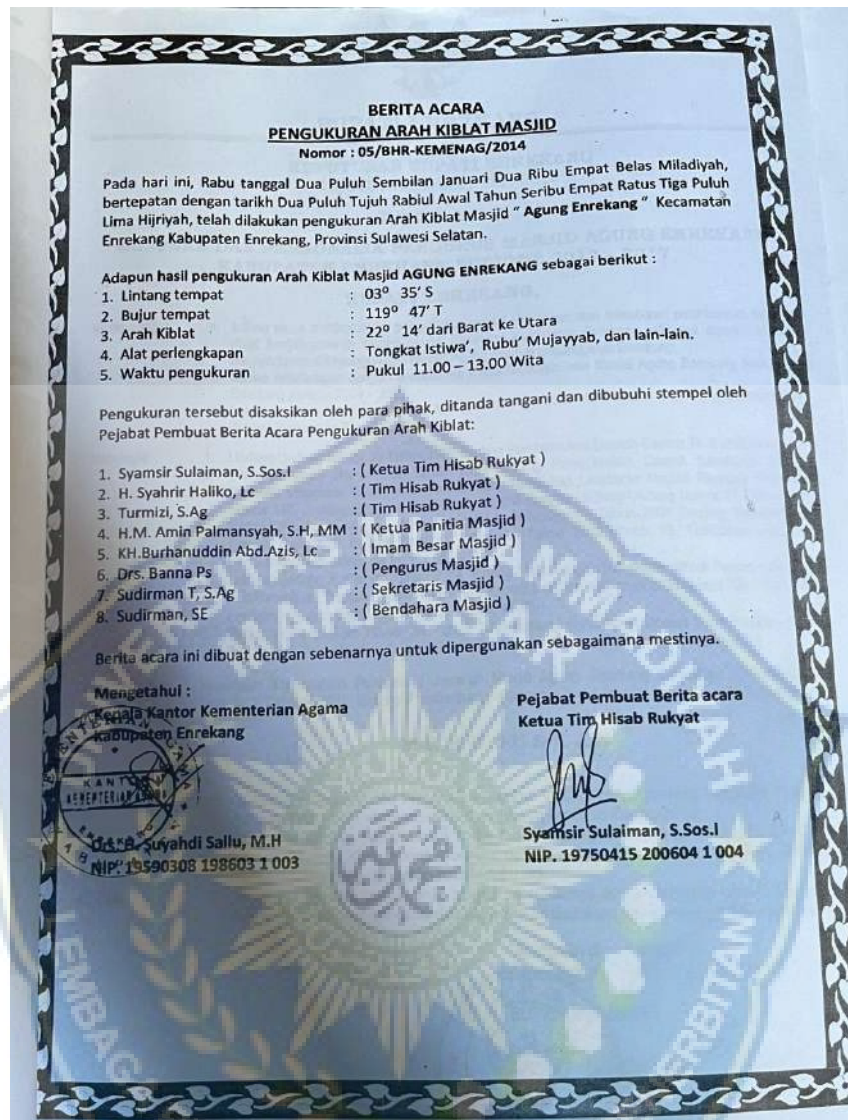 BERITA ACARA
PENGUKURAN ARAH KIBLAT MASJID
Nomor : 05/BHR-KEMENAG/2014
Pada hari ini, Rabu tanggal Dua Puluh Sembilan Januari Dua Ribu Empat Belas Miladiyah,
bertepatan dengan tarikh Dua Puluh Tujuh Rabiul Awal Tahun Seribu Empat Ratus Tiga Puluh
Lima Hijriyah, telah dilakukan pengukuran Arah Kiblat Masjid " Agung Enrekang " Kecamatan
Enrekang Kabupaten Enrekang, Provinsi Sulawesi Selatan.
Adapun hasil pengukuran Arah Kiblat Masjid AGUNG ENREKANG sebagai berikut :
1. Lintang tempat : 03⁰ 35' S
2. Bujur tempat : 119⁰ 47' T
3. Arah Kiblat : 22⁰ 14' dari Barat ke Utara
4. Alat perlengkapan : Tongkat Istiwa', Rubu' Mujayyab, dan lain-lain.
5. Waktu pengukuran : Pukul 11.00 – 13.00 Wita
Pengukuran tersebut disaksikan oleh para pihak, ditanda tangani dan dibubuhi stempel oleh
Pejabat Pembuat Berita Acara Pengukuran Arah Kiblat:
1. Syamsir Sulaiman, S.Sos.I : ( Ketua Tim Hisab Rukyat )
2. H. Syahrir Haliko, Lc : ( Tim Hisab Rukyat )
3. Turmizi, S.Ag : ( Tim Hisab Rukyat )
4. H.M. Amin Palmansyah, S.H, MM : ( Ketua Panitia Masjid )
5. KH.Burhanuddin Abd.Azis, Lc : ( Imam Besar Masjid )
6. Drs. Banna Ps : ( Pengurus Masjid )
7. Sudirman T, S.Ag : ( Sekretaris Masjid )
8. Sudirman, SE : ( Bendahara Masjid )
Berita acara ini dibuat dengan sebenarnya untuk dipergunakan sebagaimana mestinya.
Mengetahui :
Kepala Kantor Kementerian Agama
Kabupaten Enrekang
Pejabat Pembuat Berita acara
Ketua Tim Hisab Rukyat
KANTOR
KEMENTERIAN AGAMA
Suyahdi Sallu, M.H
NIP. 19590308 198603 1 003
Syamsir Sulaiman, S.Sos.I
NIP. 19750415 200604 1 004
UNIVERSITAS MUHAMMADIYAH
MAKASSAR